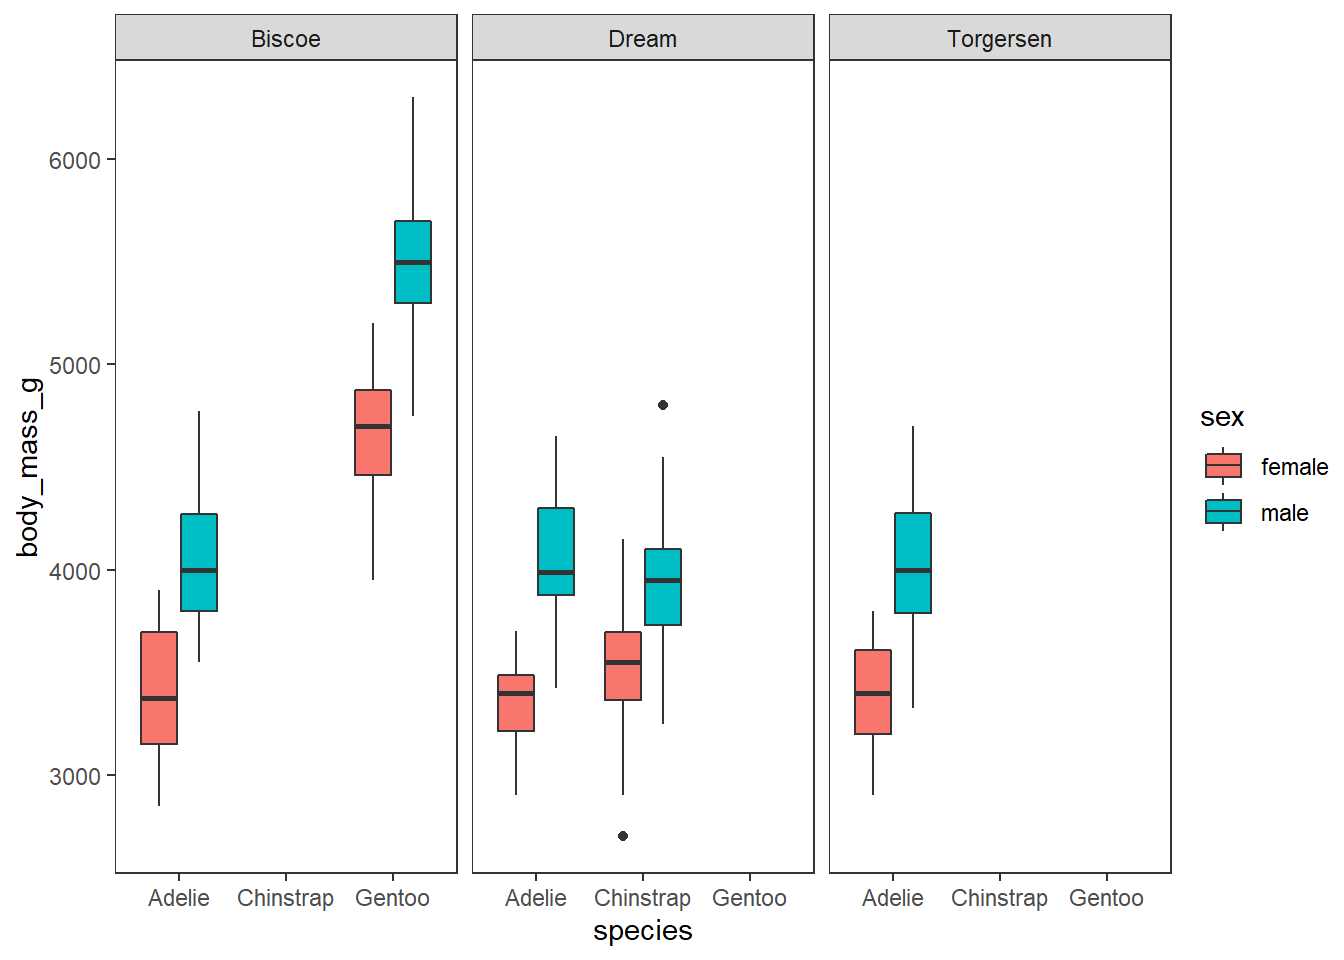 Biscoe Dream Torgersen
6000
5000
4000
3000
body_mass_g
Adelie Chinstrap Gentoo Adelie Chinstrap Gentoo Adelie Chinstrap Gentoo
species
sex
female
male